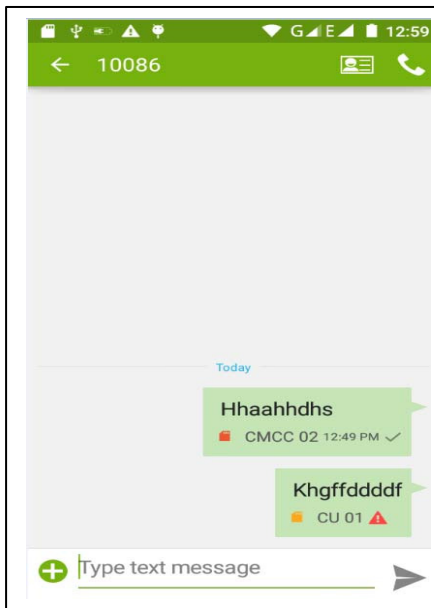 G E 12:59
10086
Today
Hhaahhdhs
CMCC 02 12:49 PM
Khgffddddf
CU 01
Type text message